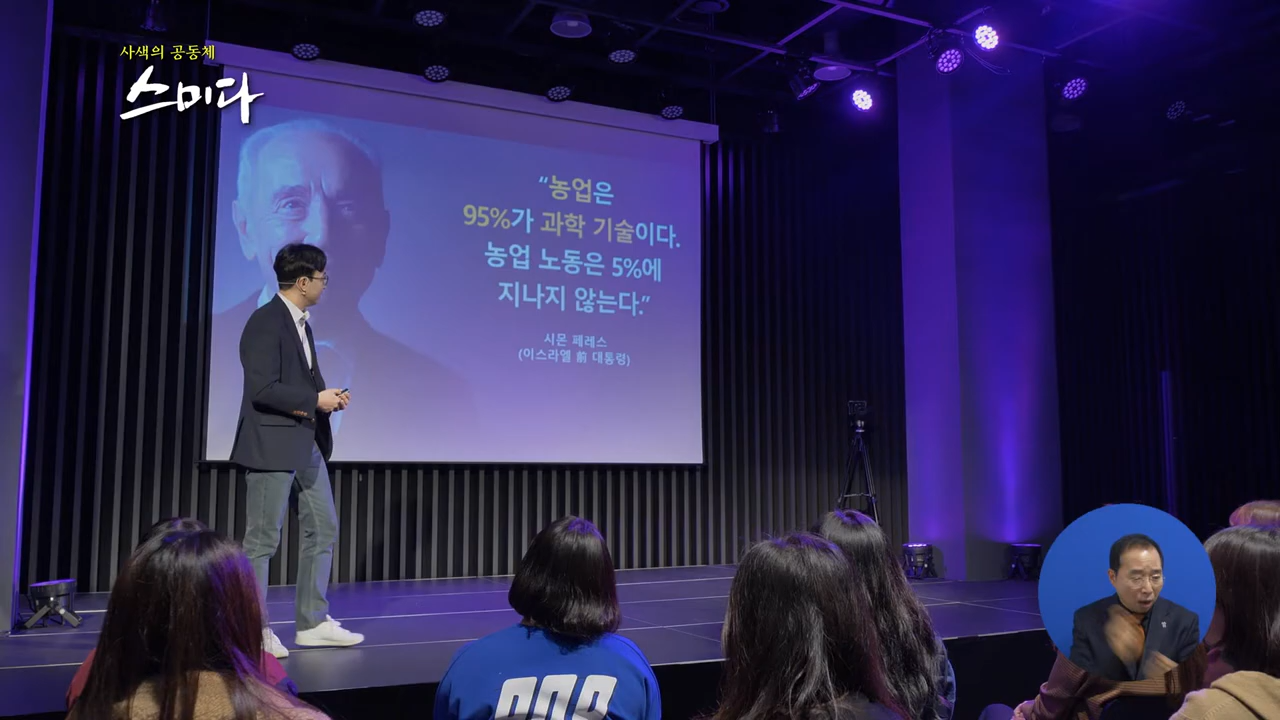 사색의 공동체
스미다
“농업은
95%가 과학 기술이다.
농업 노동은 5%에
지나지 않는다.”
시몬 페레스
(이스라엘 前 대통령)